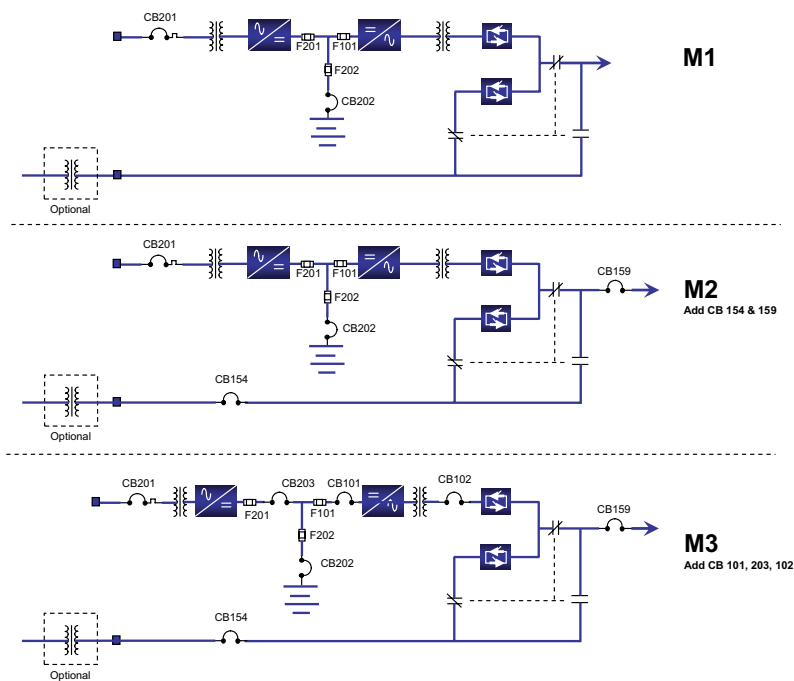 CB201
F201
F101
F202
CB202
M1
Optional
CB201
F201
F101
F202
CB202
CB159
M2
Add CB 154 & 159
CB154
Optional
CB201
CB203
CB101
CB102
F201
F101
F202
CB202
CB159
M3
Add CB 101, 203, 102
CB154
Optional